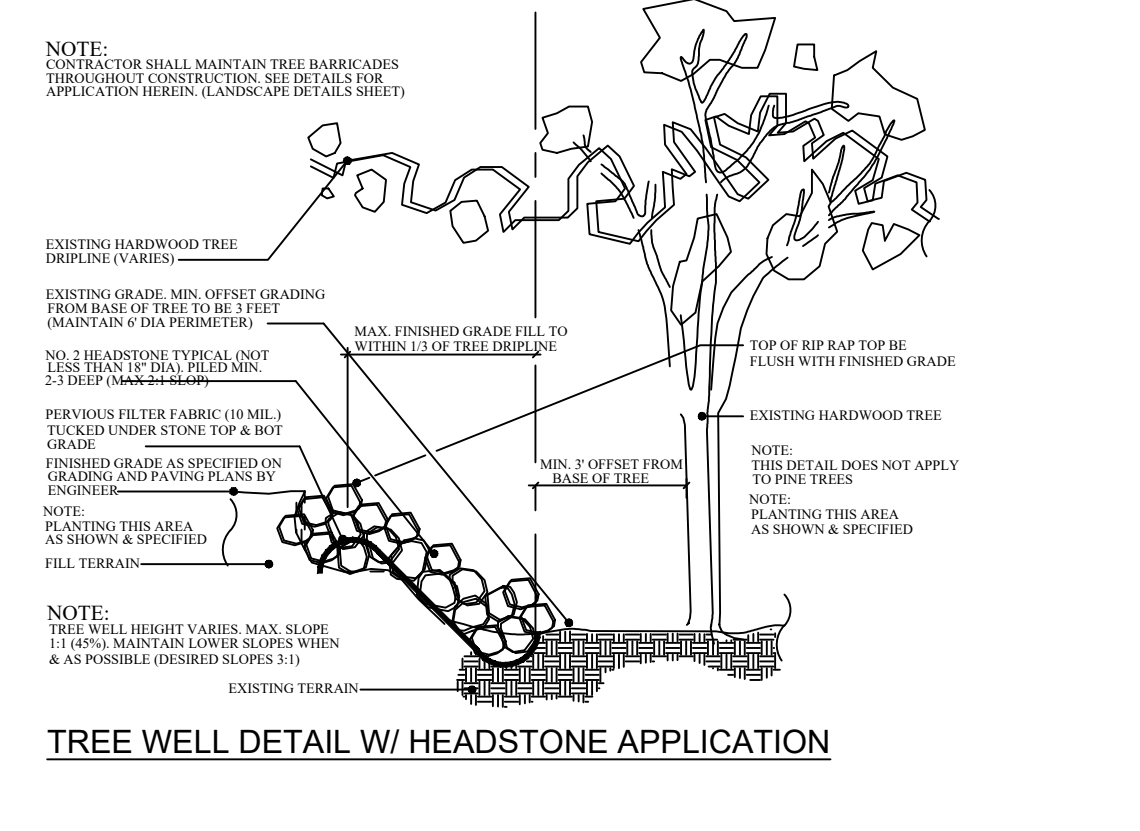 NOTE:
CONTRACTOR SHALL MAINTAIN TREE BARRICADES
THROUGHOUT CONSTRUCTION. SEE DETAILS FOR
APPLICATION HEREIN. (LANDSCAPE DETAILS SHEET)
EXISTING HARDWOOD TREE
DRIPLINE (VARIES)
EXISTING GRADE. MIN. OFFSET GRADING
FROM BASE OF TREE TO BE 3 FEET
(MAINTAIN 6' DIA PERIMETER)
MAX. FINISHED GRADE FILL TO
WITHIN 1/3 OF TREE DRIPLINE
NO. 2 HEADSTONE TYPICAL (NOT
LESS THAN 18" DIA). PILED MIN.
2-3 DEEP (MAX 2:1 SLOP)
TOP OF RIP RAP TOP BE
FLUSH WITH FINISHED GRADE
PERVIOUS FILTER FABRIC (10 MIL.)
TUCKED UNDER STONE TOP & BOT
GRADE
EXISTING HARDWOOD TREE
FINISHED GRADE AS SPECIFIED ON
GRADING AND PAVING PLANS BY
ENGINEER
MIN. 3' OFFSET FROM
BASE OF TREE
NOTE:
THIS DETAIL DOES NOT APPLY
TO PINE TREES
NOTE:
PLANTING THIS AREA
AS SHOWN & SPECIFIED
NOTE:
PLANTING THIS AREA
AS SHOWN & SPECIFIED
FILL TERRAIN
NOTE:
TREE WELL HEIGHT VARIES. MAX. SLOPE
1:1 (45%). MAINTAIN LOWER SLOPES WHEN
& AS POSSIBLE (DESIRED SLOPES 3:1)
EXISTING TERRAIN
TREE WELL DETAIL W/ HEADSTONE APPLICATION